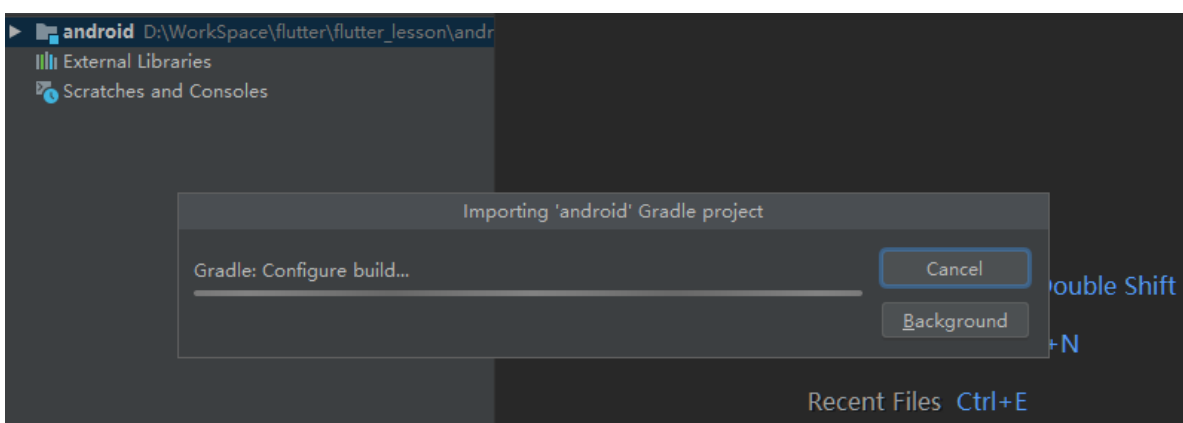 android D:\WorkSpace\flutter\flutter_lesson\andr
External Libraries
Scratches and Consoles
Importing 'android' Gradle project
Gradle: Configure build...
Cancel
Background
ouble Shift
+N
Recent Files Ctrl+E